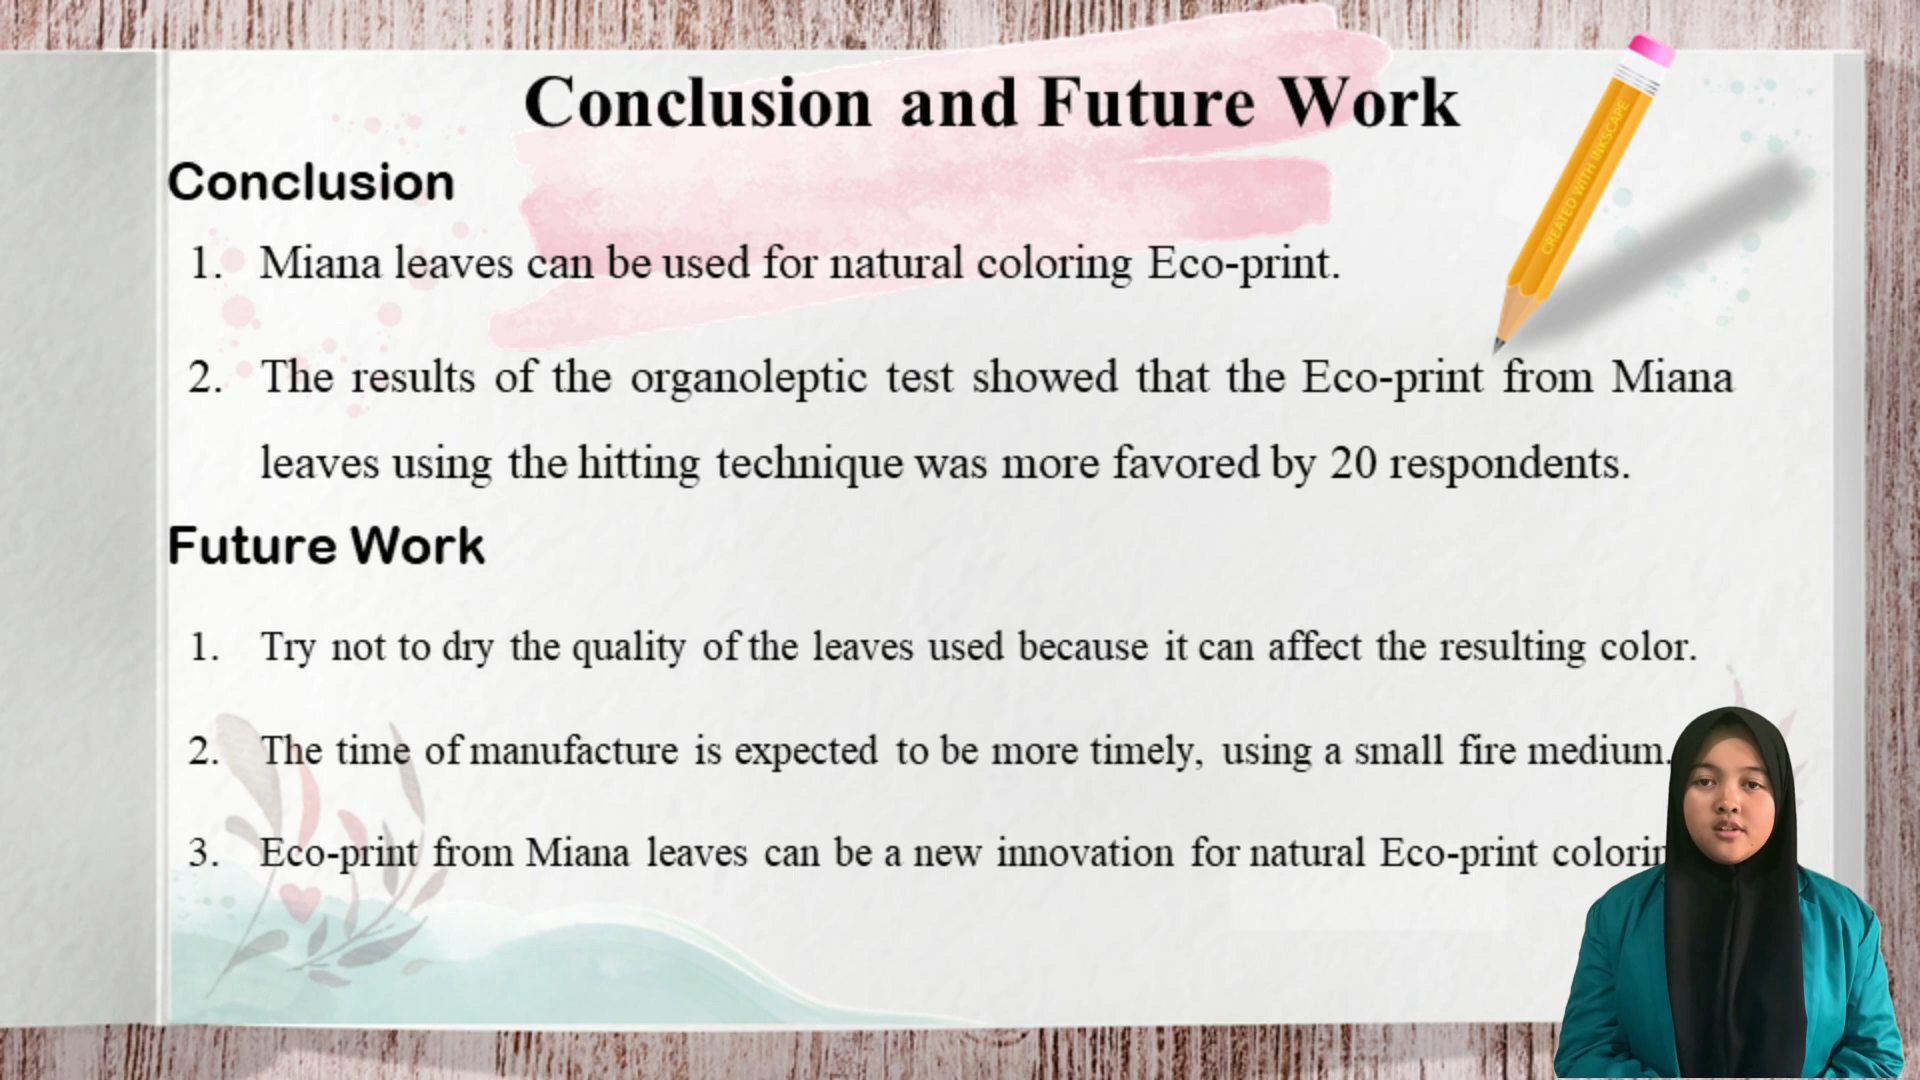 Conclusion and Future Work
CREATED WITH INKSCAPE
Conclusion
1. Miana leaves can be used for natural coloring Eco-print.
2. The results of the organoleptic test showed that the Eco-print from Miana
leaves using the hitting technique was more favored by 20 respondents.
Future Work
1. Try not to dry the quality of the leaves used because it can affect the resulting color.
2. The time of manufacture is expected to be more timely, using a small fire medium.
3. Eco-print from Miana leaves can be a new innovation for natural Eco-print